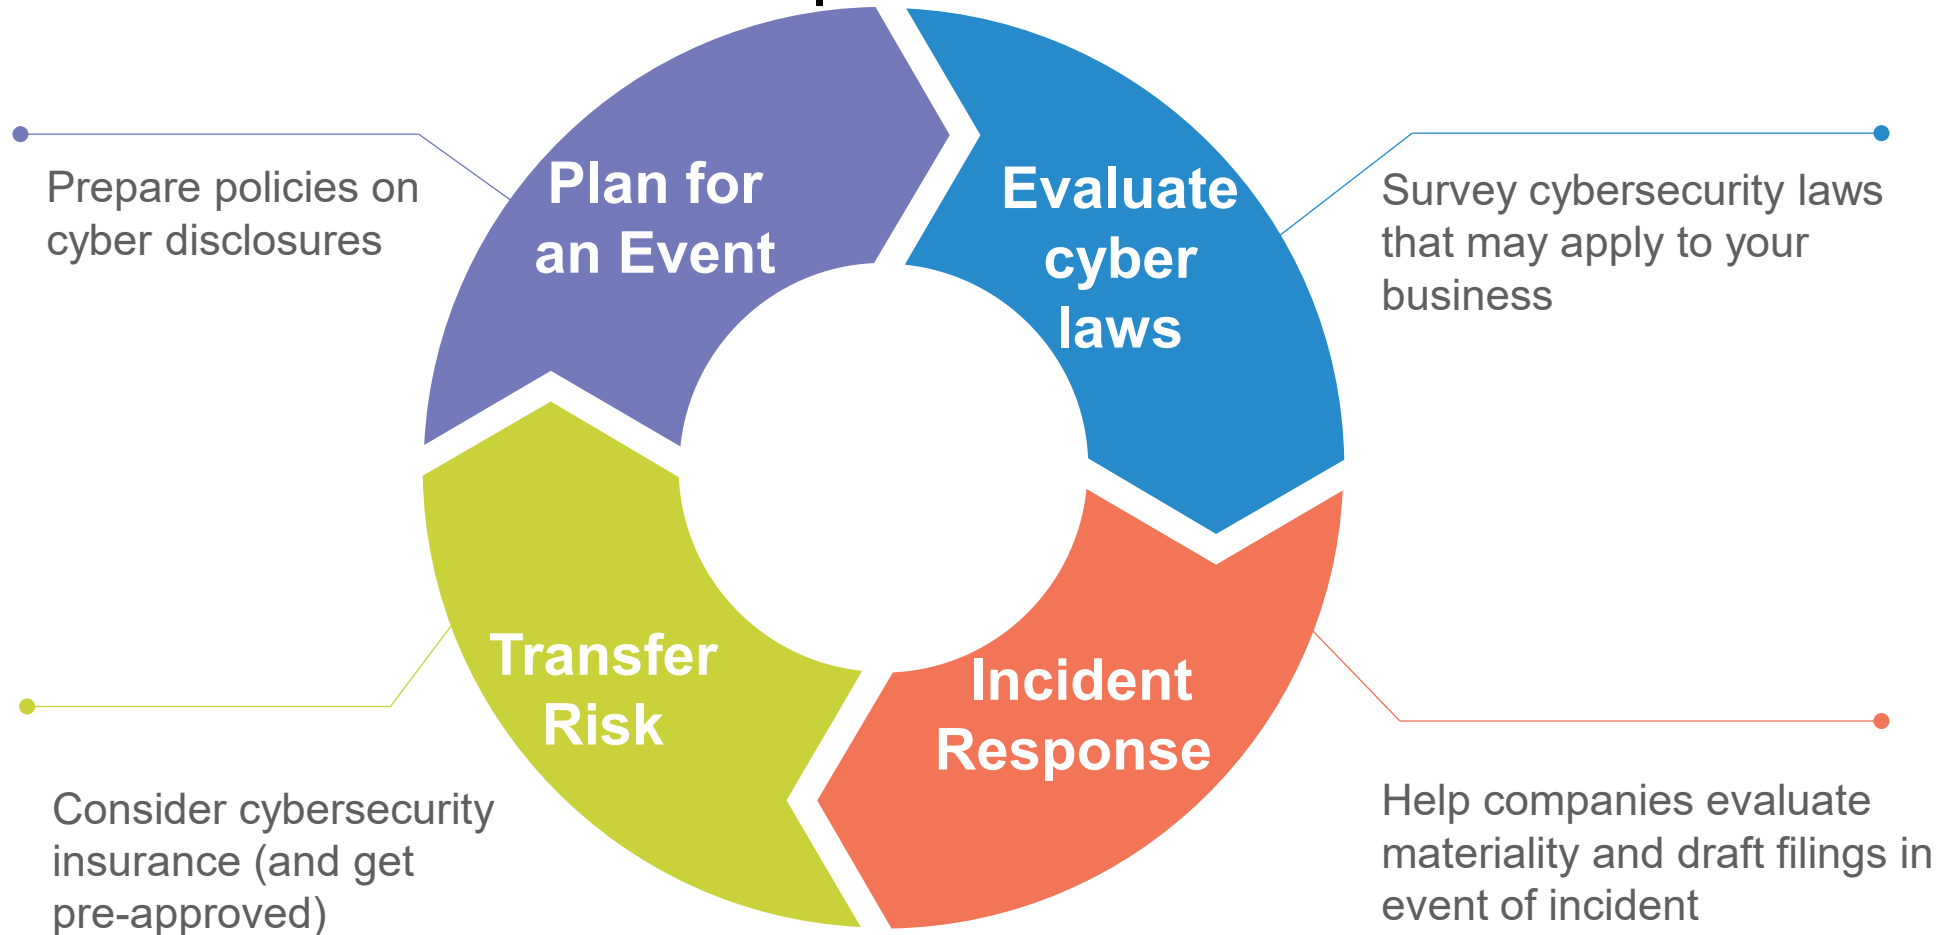 Plan for
an Event
Prepare policies on
cyber disclosures
Evaluate
cyber
laws
Survey cybersecurity laws
that may apply to your
business
Transfer
Risk
Consider cybersecurity
insurance (and get
pre-approved)
Incident
Response
Help companies evaluate
materiality and draft filings in
event of incident